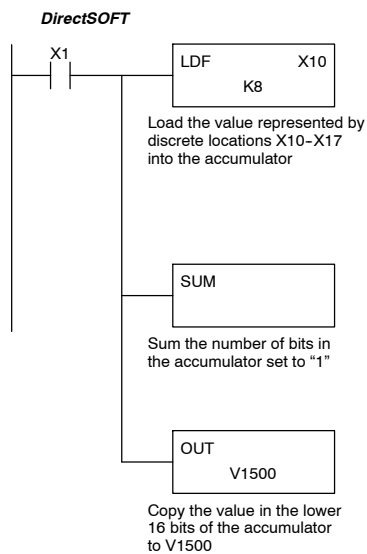 DirectSOFT
X1
LDF X10
K8
Load the value represented by
discrete locations X10-X17
into the accumulator
SUM
Sum the number of bits in
the accumulator set to “1”
OUT
V1500
Copy the value in the lower
16 bits of the accumulator
to V1500